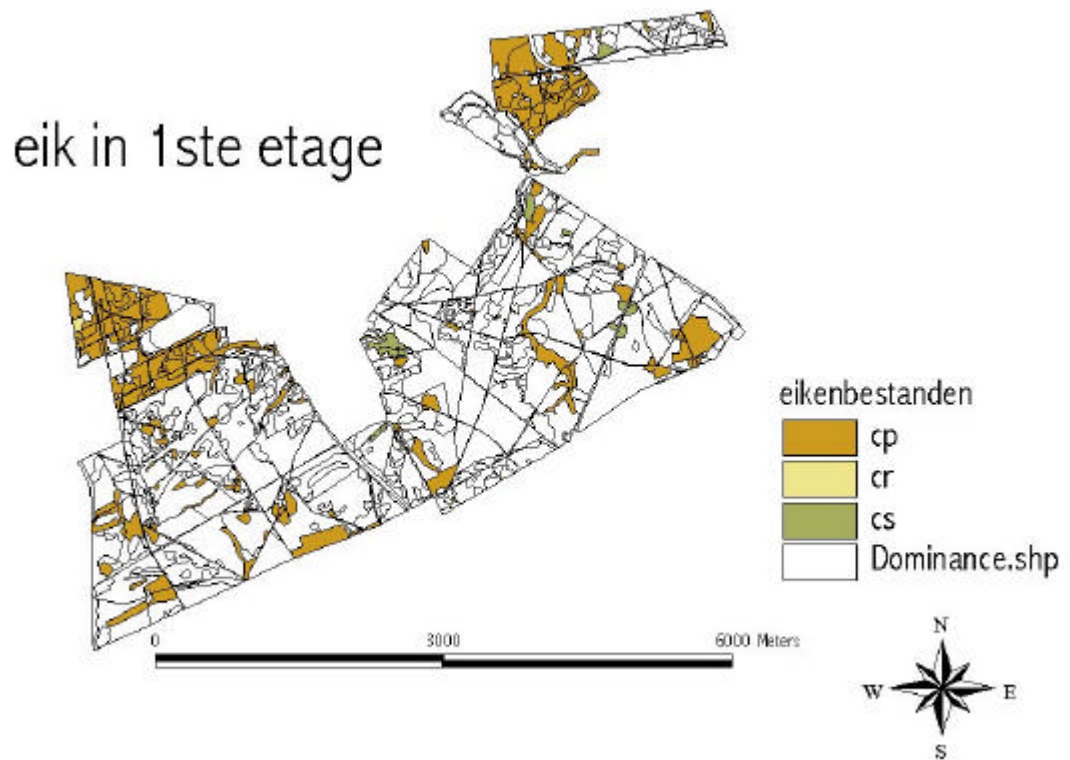 eik in 1ste etage
eikenbestanden
cp
cr
cs
Dominance.shp
0 3000 6000 Meters
N
W E
S